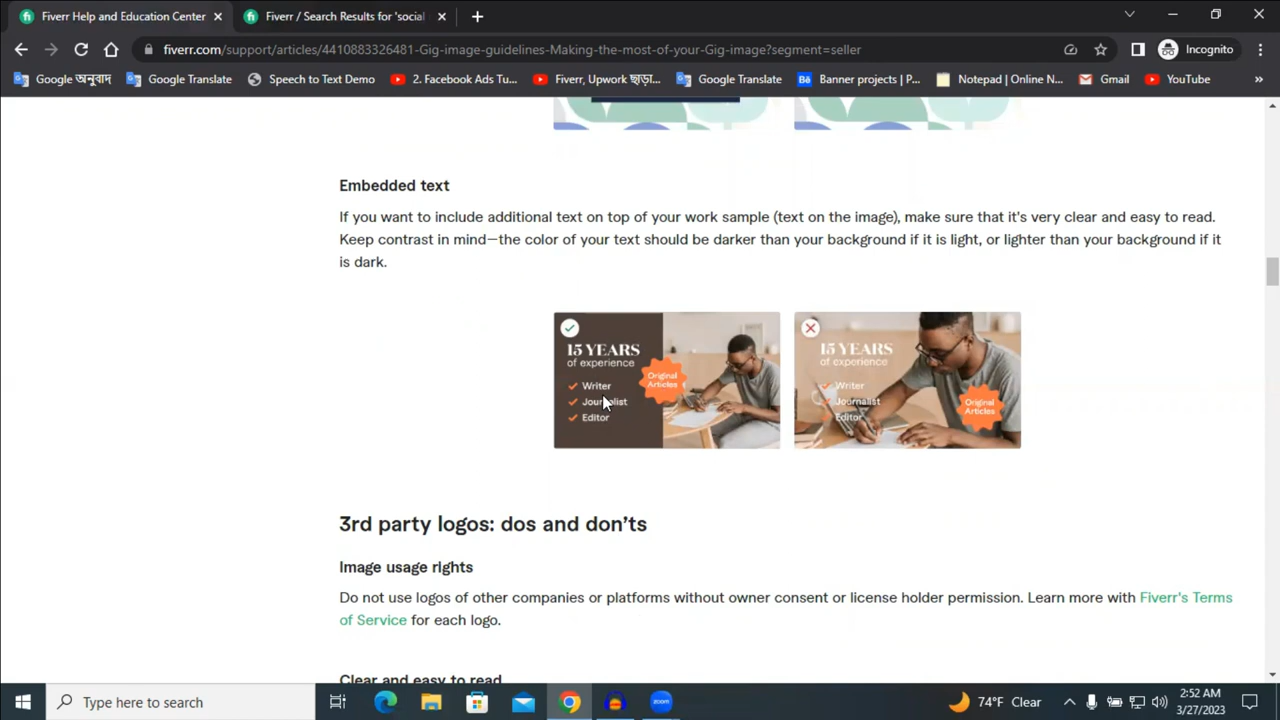 Fiverr Help and Education Center
Fiverr / Search Results for 'social
fiverr.com/support/articles/4410883326481-Gig-image-guidelines-Making-the-most-of-your-Gig-image?segment=seller
Incognito
Google অনুবাদ
Google Translate
Speech to Text Demo
2. Facebook Ads Tu...
Fiverr, Upwork ছাড়া...
Google Translate
Bē
Banner projects | P...
Notepad | Online N...
Gmail
YouTube
Embedded text
If you want to include additional text on top of your work sample (text on the image), make sure that it's very clear and easy to read.
Keep contrast in mind—the color of your text should be darker than your background if it is light, or lighter than your background if it
is dark.
15 YEARS
of experience
Writer
Journalist
Editor
Original
Articles
15 YEARS
of experience
Writer
Journalist
Editor
Original
Articles
3rd party logos: dos and don'ts
Image usage rights
Do not use logos of other companies or platforms without owner consent or license holder permission. Learn more with Fiverr's Terms
of Service for each logo.
Clear and easy to read
Type here to search
zoom
74°F Clear
2:52 AM
3/27/2023